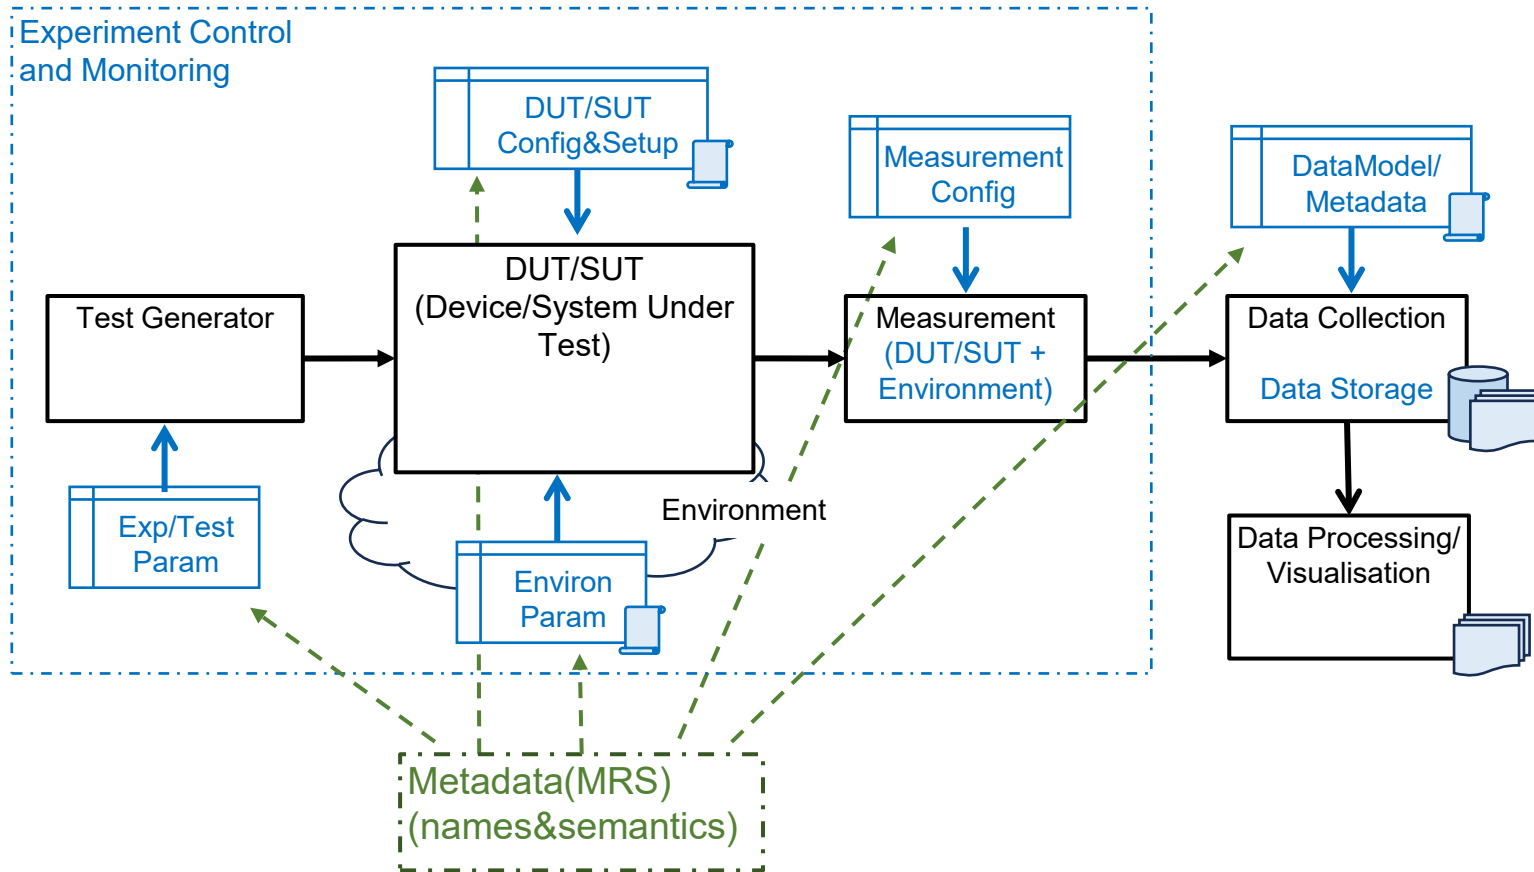 Experiment Control
and Monitoring
DUT/SUT
Config&Setup
Measurement
Config
DataModel/
Metadata
DUT/SUT
(Device/System Under
Test)
Test Generator
Measurement
(DUT/SUT +
Environment)
Data Collection
Data Storage
Exp/Test
Param
Environment
Environ
Param
Data Processing/
Visualisation
Metadata(MRS)
(names&semantics)